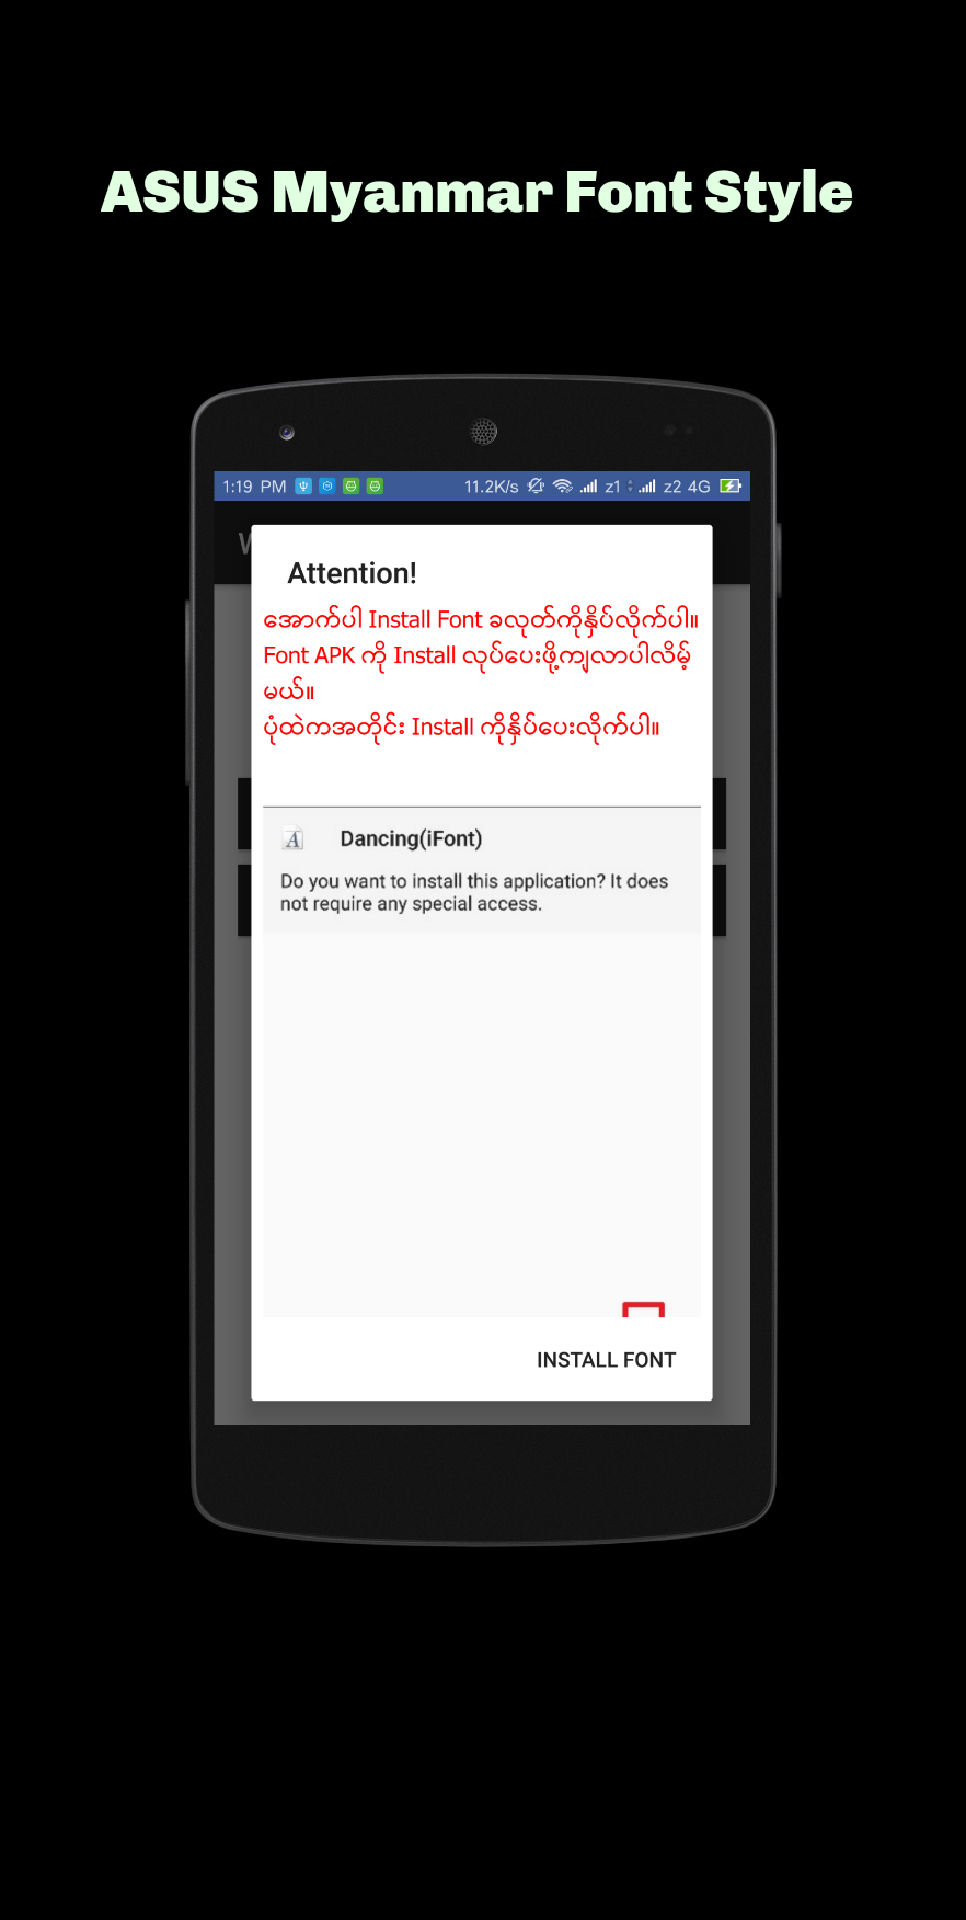 ASUS Myanmar Font Style
1:19 PM 11.2K/s z1 z2 4G
Attention!
အောက်ပါ Install Font ခလုတ်ကိုနှိပ်လိုက်ပါ။
Font APK ကို Install လုပ်ပေးဖို့ကျလာပါလိမ့်
မယ်။
ပုံထဲကအတိုင်း Install ကိုနှိပ်ပေးလိုက်ပါ။
Dancing(iFont)
Do you want to install this application? It does
not require any special access.
INSTALL FONT